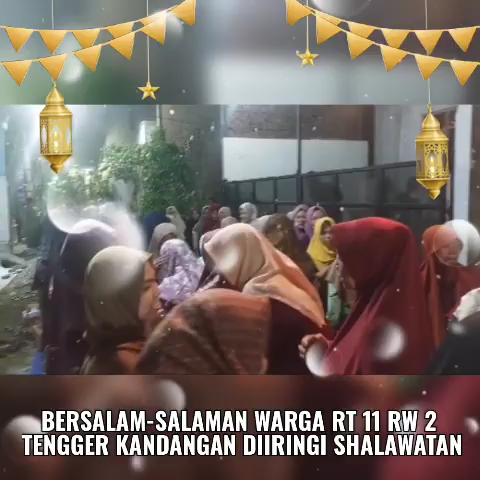 BERSALAM-SALAMAN WARGA RT 11 RW 2
TENGGER KANDANGAN DIIRINGI SHALAWATAN